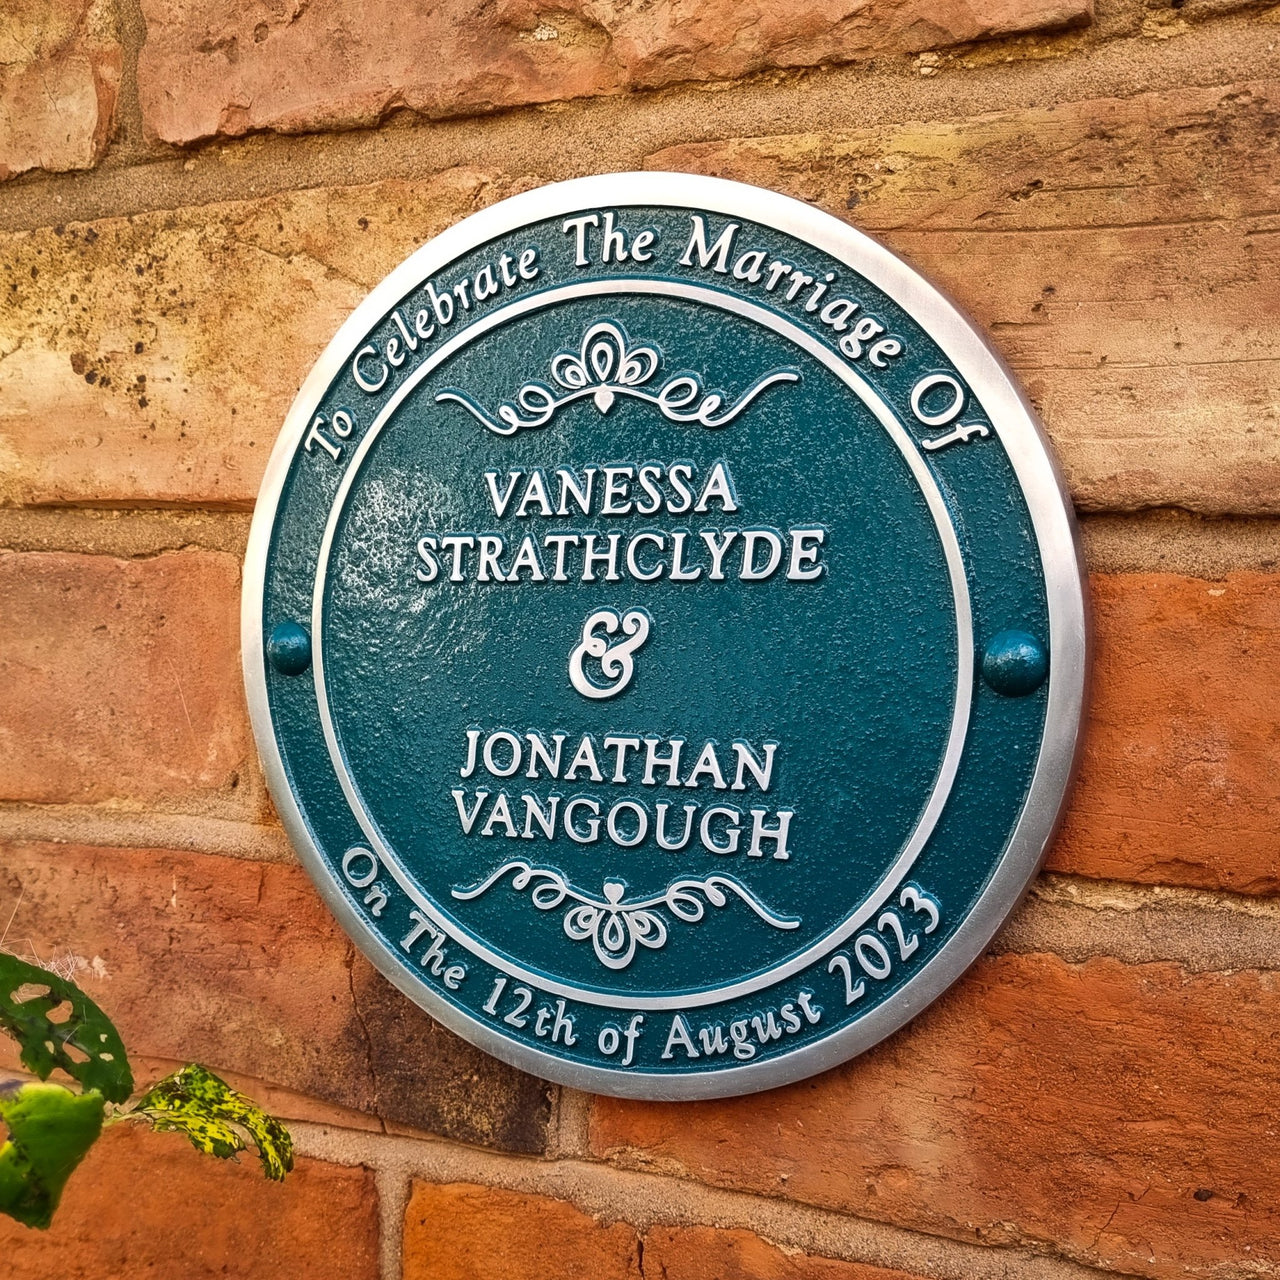 To Celebrate The Marriage Of
VANESSA
STRATHCLYDE
&
JONATHAN
VANGOUGH
On The 12th of August 2023